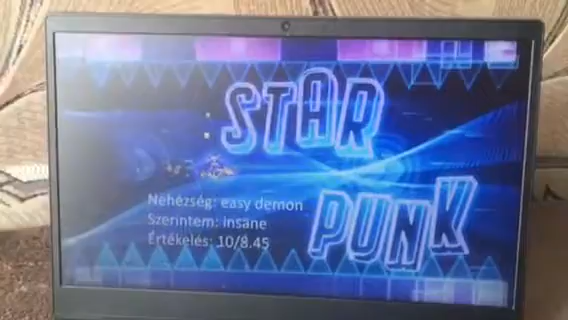 STAR
PUNK
Nehézség: easy demon
Szerintem: insane
Értékelés: 10/8.45